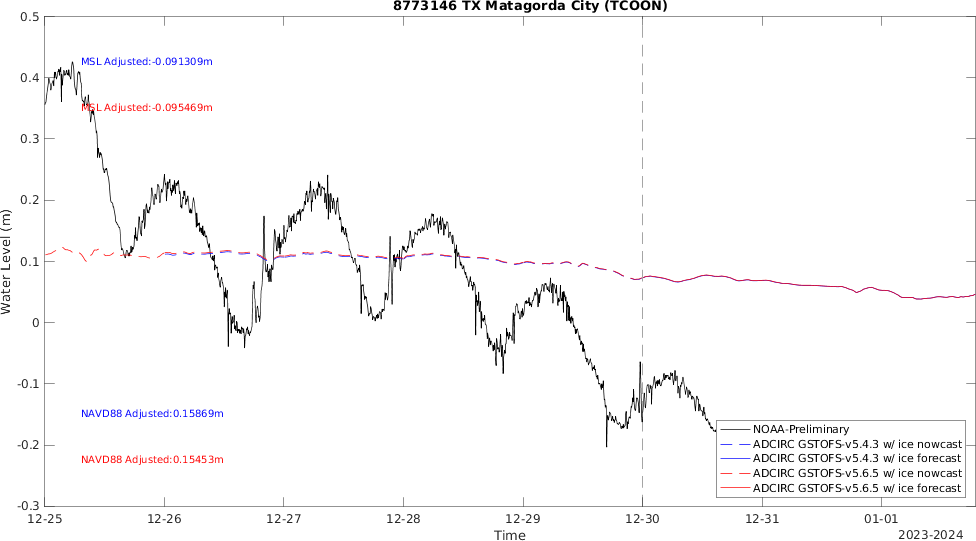 8773146 TX Matagorda City (TCOON)
0.5
0.4
0.3
0.2
0.1
0
-0.1
-0.2
-0.3
Water Level (m)
MSL Adjusted:-0.091309m
MSL Adjusted:-0.095469m
NAVD88 Adjusted:0.15869m
NAVD88 Adjusted:0.15453m
NOAA-Preliminary
ADCIRC GSTOFS-v5.4.3 w/ ice nowcast
ADCIRC GSTOFS-v5.4.3 w/ ice forecast
ADCIRC GSTOFS-v5.6.5 w/ ice nowcast
ADCIRC GSTOFS-v5.6.5 w/ ice forecast
12-25 12-26 12-27 12-28 12-29 12-30 12-31 01-01
Time
2023-2024